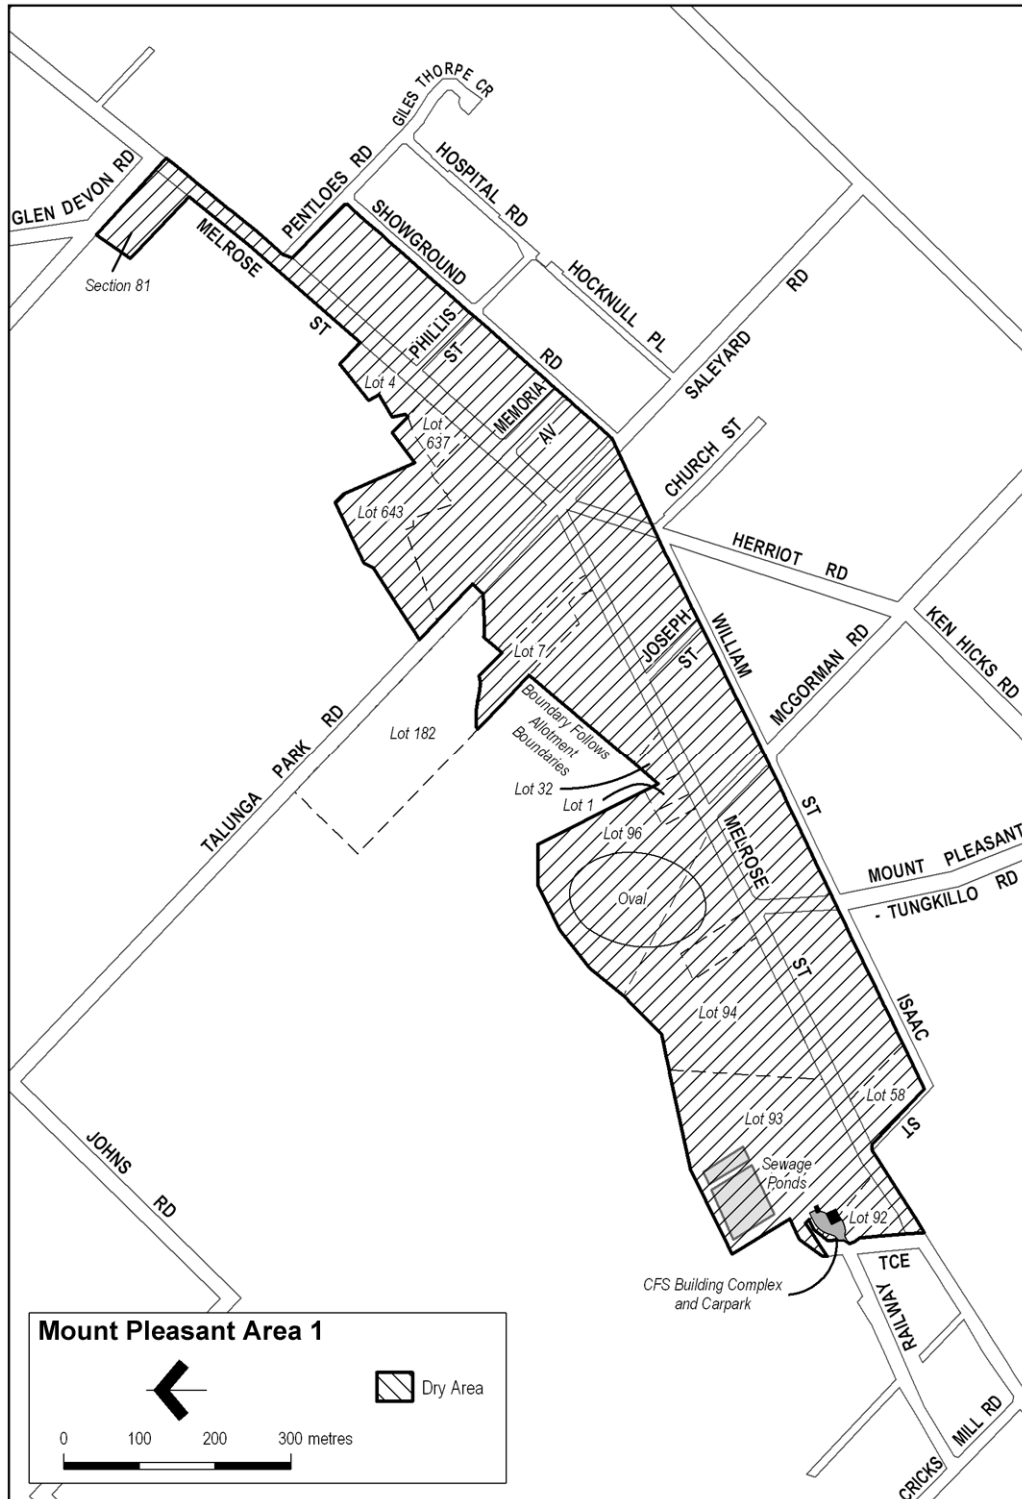 GILES THORPE CR
GLEN DEVON RD
PENTLOES RD
HOSPITAL RD
SHOWGROUND
RD
MELROSE
ST
Section 81
HOCKNULL PL
SALEYARD
RD
PHILLIS
ST
Lot 4
Lot
637
MEMORIA
AV
CHURCH ST
Lot 643
HERRIOT RD
KEN HICKS RD
JOSEPH
ST
WILLIAM
ST
MCGORMAN RD
Lot 7
Lot 182
Boundary Follows
Allotment
Boundaries
TALUNGA PARK RD
Lot 32
Lot 1
Lot 96
MELROSE
ST
MOUNT PLEASANT
- TUNGKILLO RD
Oval
Lot 94
ISAAC
ST
Lot 58
Lot 93
JOHNS
RD
Sewage
Ponds
Lot 92
CFS Building Complex
and Carpark
TCE
RAILWAY
MILL RD
CRICKS
Mount Pleasant Area 1
Dry Area
0 100 200 300 metres